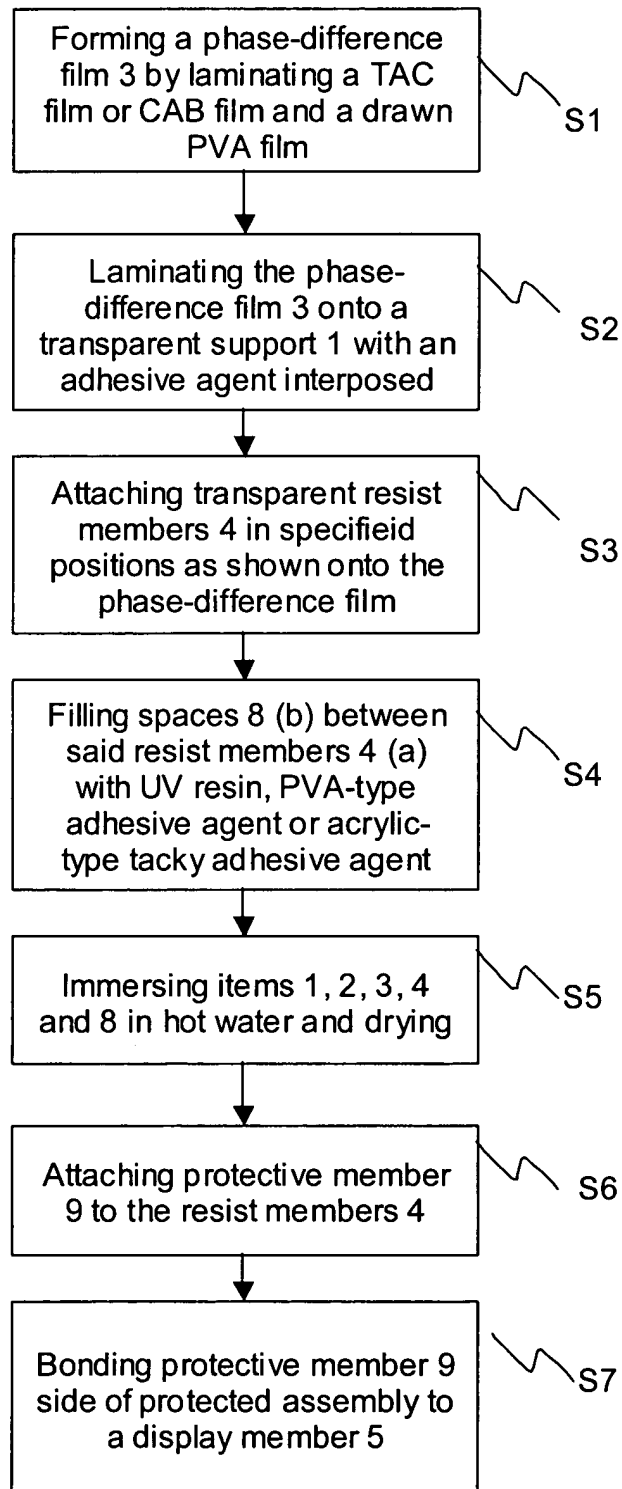 Forming a phase-difference
film 3 by laminating a TAC
film or CAB film and a drawn
PVA film
S1
Laminating the phase-
difference film 3 onto a
transparent support 1 with an
adhesive agent interposed
S2
Attaching transparent resist
members 4 in specifieid
positions as shown onto the
phase-difference film
S3
Filling spaces 8 (b) between
said resist members 4 (a)
with UV resin, PVA-type
adhesive agent or acrylic-
type tacky adhesive agent
S4
Immersing items 1, 2, 3, 4
and 8 in hot water and drying
S5
Attaching protective member
9 to the resist members 4
S6
Bonding protective member 9
side of protected assembly to
a display member 5
S7